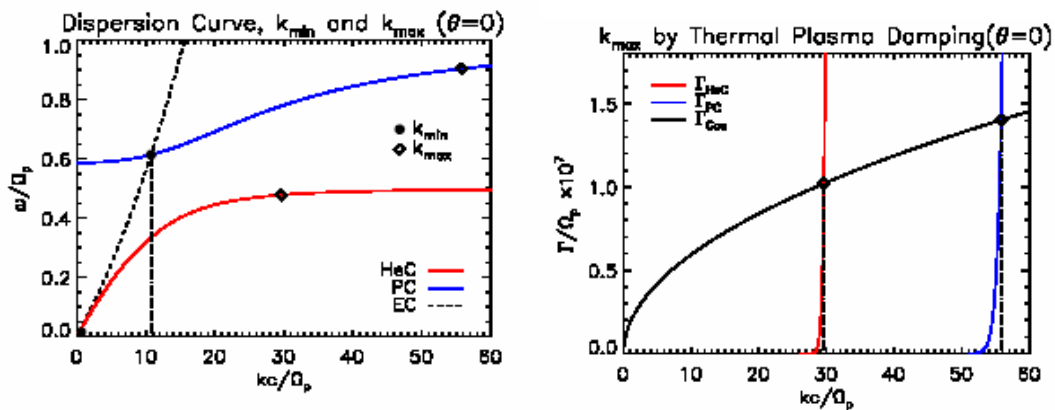 Dispersion Curve, kmin and kmax (θ=0)
1.0
0.8
0.6
0.4
0.2
0.0
ω/Ωp
kmin
kmax
HeC
PC
EC
0 10 20 30 40 50 60
kc/Ωp
kmax by Thermal Plasma Damping(θ=0)
ΓHeC
ΓPC
ΓCou
1.5
1.0
0.5
0.0
Γ/Ωp ×10⁷
0 10 20 30 40 50 60
kc/Ωp